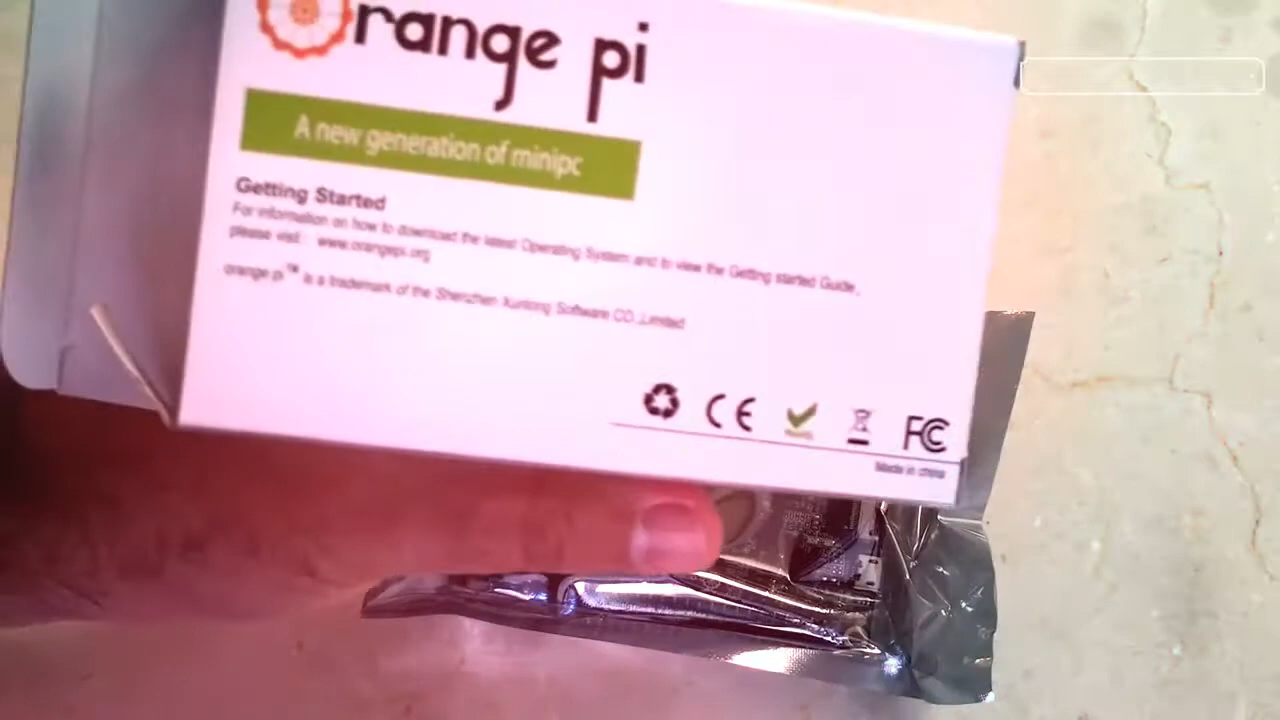 Orange pi
A new generation of minipc
Getting Started
For information on how to download the latest Operating System and to view the Getting started Guide,
please visit : www.orangepi.org
orange pi™ is a trademark of the Shenzhen Xunlong Software CO.,Limited
CE
FC
Made in china